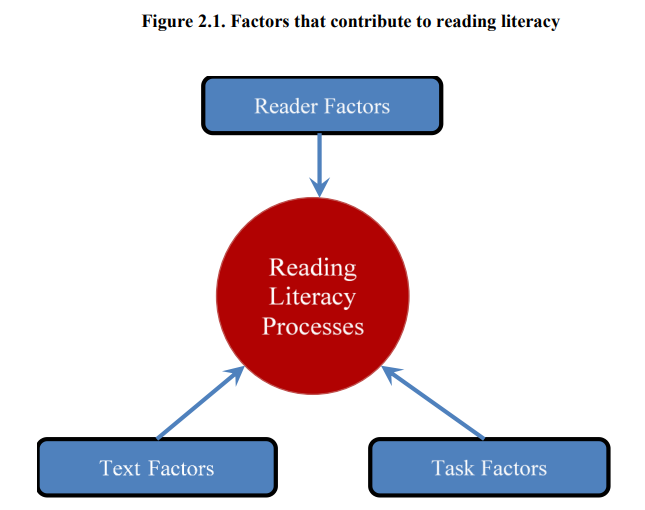 Figure 2.1. Factors that contribute to reading literacy
Reader Factors
Reading
Literacy
Processes
Text Factors
Task Factors